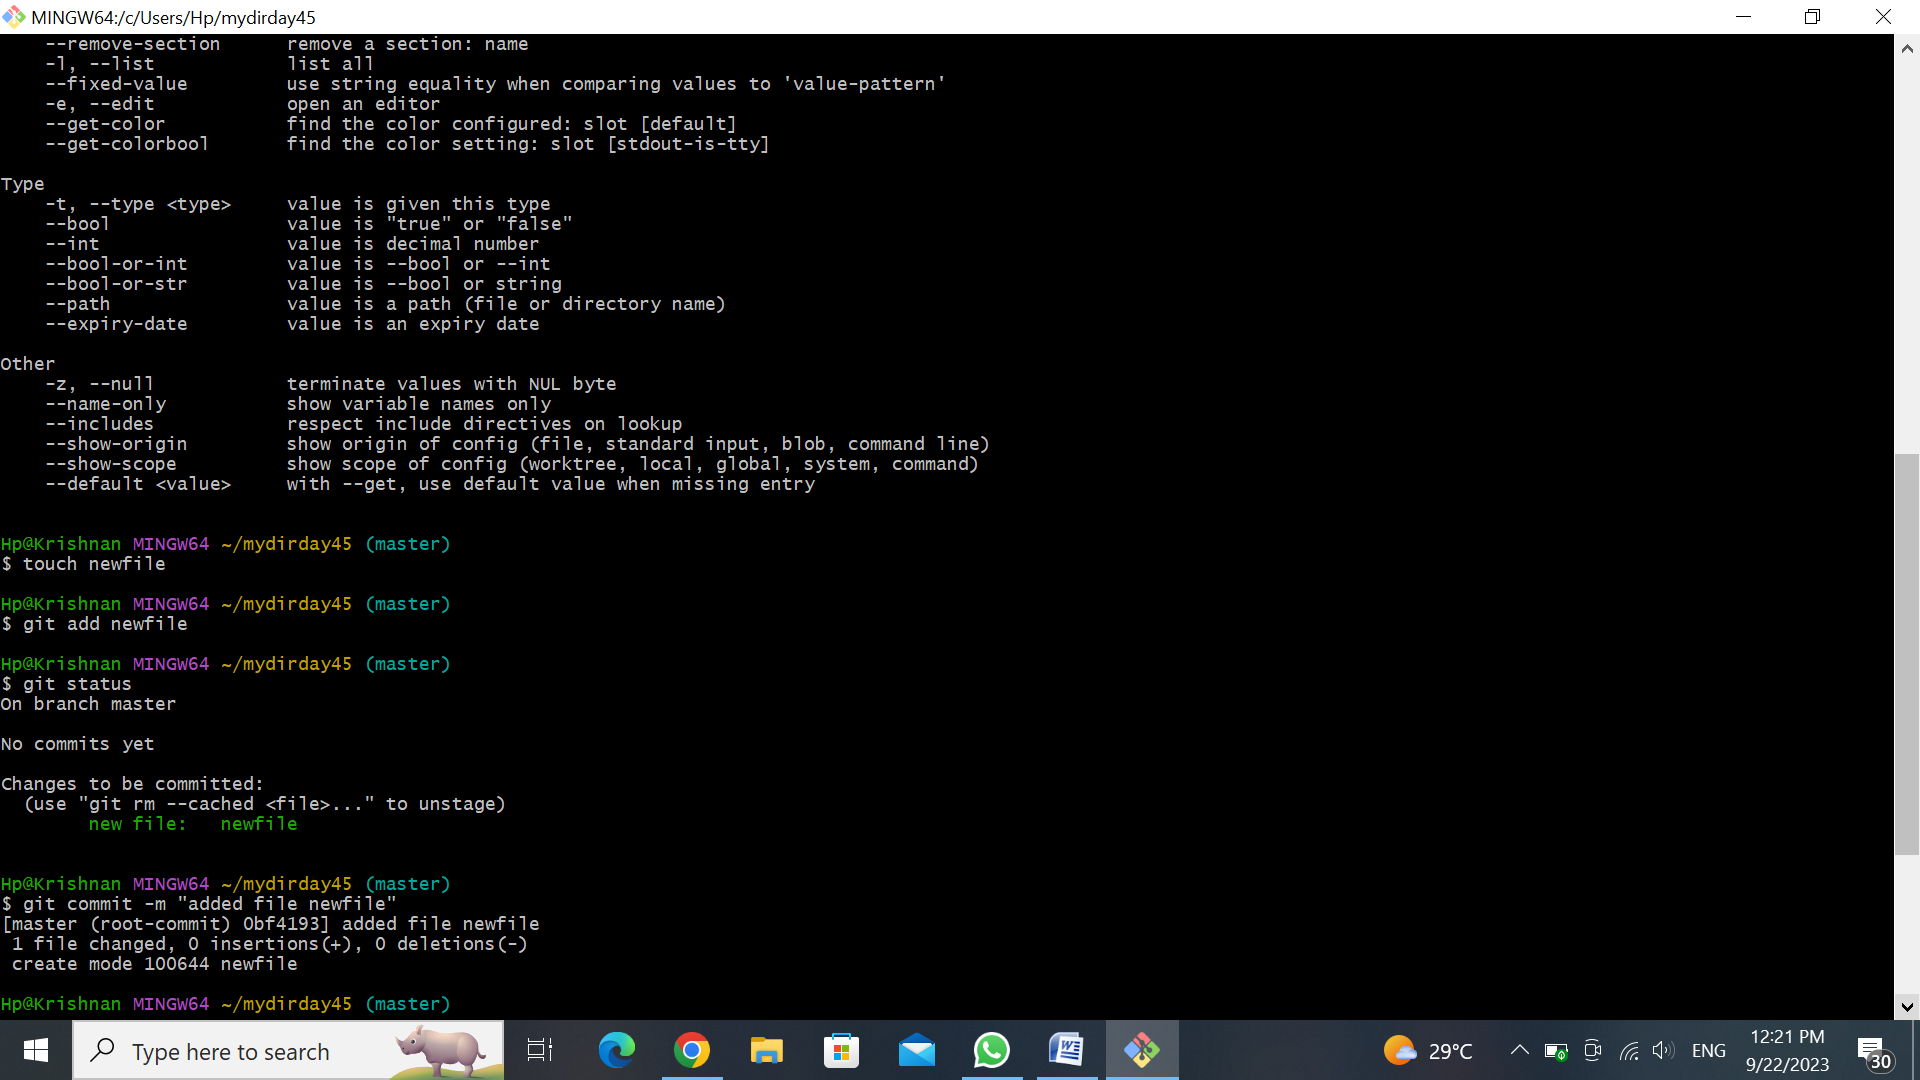 MINGW64:/c/Users/Hp/mydirday45
    --remove-section      remove a section: name
    -l, --list            list all
    --fixed-value         use string equality when comparing values to 'value-pattern'
    -e, --edit            open an editor
    --get-color           find the color configured: slot [default]
    --get-colorbool       find the color setting: slot [stdout-is-tty]

Type
    -t, --type <type>     value is given this type
    --bool                value is "true" or "false"
    --int                 value is decimal number
    --bool-or-int         value is --bool or --int
    --bool-or-str         value is --bool or string
    --path                value is a path (file or directory name)
    --expiry-date         value is an expiry date

Other
    -z, --null            terminate values with NUL byte
    --name-only           show variable names only
    --includes            respect include directives on lookup
    --show-origin         show origin of config (file, standard input, blob, command line)
    --show-scope          show scope of config (worktree, local, global, system, command)
    --default <value>     with --get, use default value when missing entry

Hp@Krishnan MINGW64 ~/mydirday45 (master)
$ touch newfile

Hp@Krishnan MINGW64 ~/mydirday45 (master)
$ git add newfile

Hp@Krishnan MINGW64 ~/mydirday45 (master)
$ git status
On branch master

No commits yet

Changes to be committed:
  (use "git rm --cached <file>..." to unstage)
        new file:   newfile

Hp@Krishnan MINGW64 ~/mydirday45 (master)
$ git commit -m "added file newfile"
[master (root-commit) 0bf4193] added file newfile
 1 file changed, 0 insertions(+), 0 deletions(-)
 create mode 100644 newfile

Hp@Krishnan MINGW64 ~/mydirday45 (master)
Type here to search
29°C
ENG
12:21 PM
9/22/2023
30